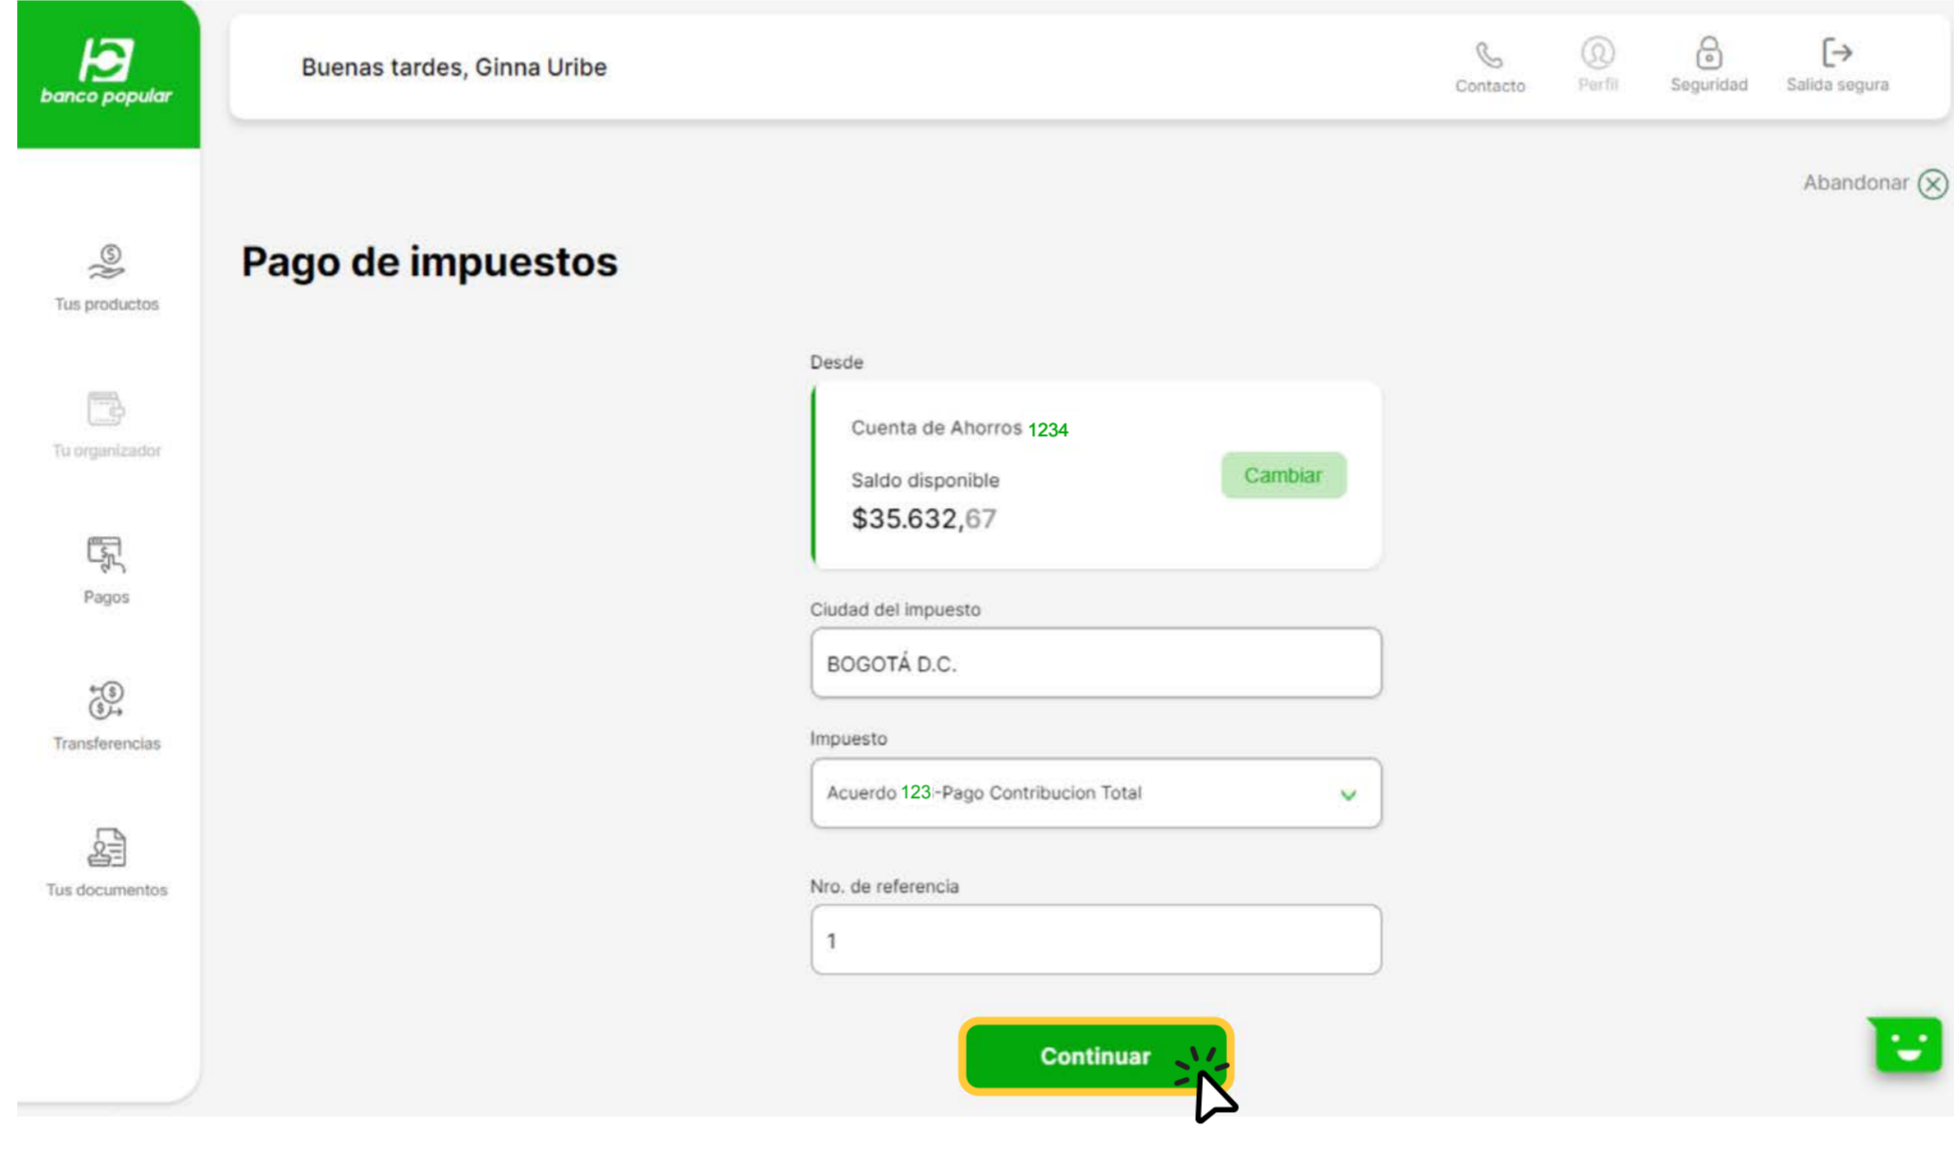 banco popular
Buenas tardes, Ginna Uribe
Contacto
Perfil
Seguridad
Salida segura
Abandonar
Tus productos
Tu organizador
Pagos
Transferencias
Tus documentos
Pago de impuestos
Desde
Cuenta de Ahorros 1234
Saldo disponible
Cambiar
$35.632,67
Ciudad del impuesto
BOGOTÁ D.C.
Impuesto
Acuerdo 123-Pago Contribucion Total
Nro. de referencia
1
Continuar